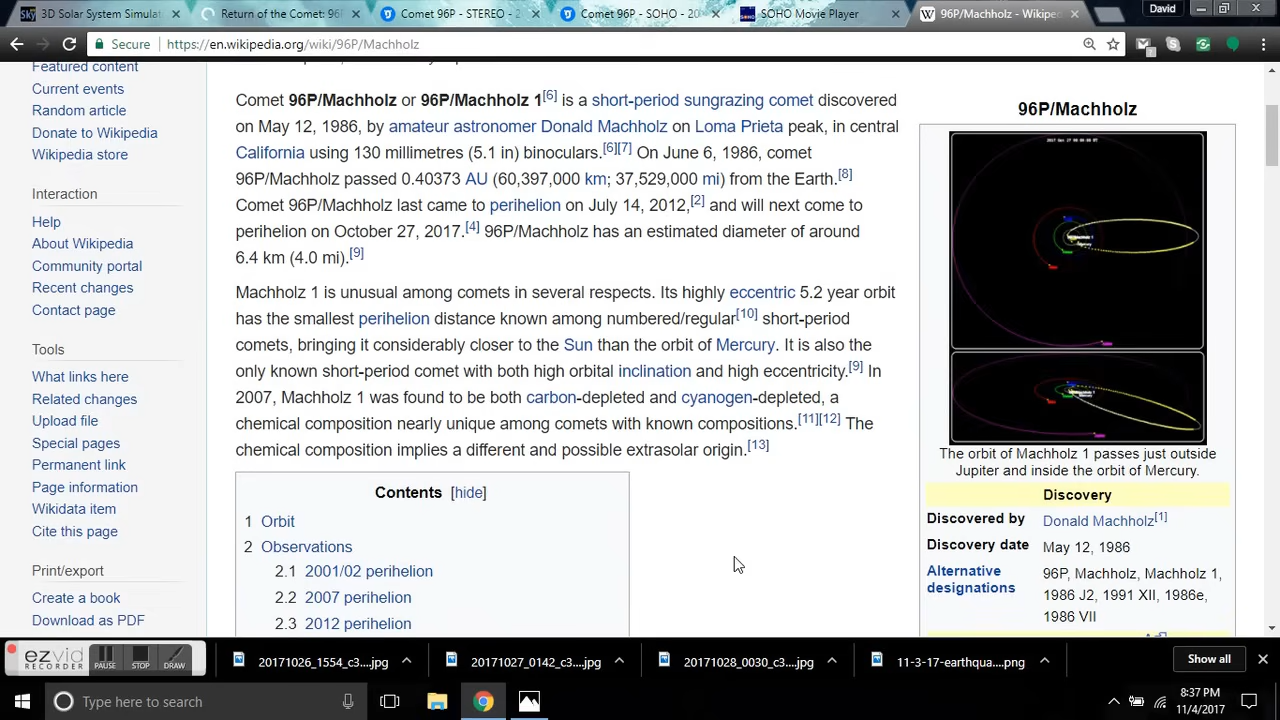 3D Solar System Simulat
Return of the Comet: 96P
Comet 96P - STEREO - 2
Comet 96P - SOHO - 20
SOHO Movie Player
96P/Machholz - Wikiped
David
Secure
https://en.wikipedia.org/wiki/96P/Machholz
Featured content
Current events
Random article
Donate to Wikipedia
Wikipedia store
Interaction
Help
About Wikipedia
Community portal
Recent changes
Contact page
Tools
What links here
Related changes
Upload file
Special pages
Permanent link
Page information
Wikidata item
Cite this page
Print/export
Create a book
Download as PDF
Comet 96P/Machholz or 96P/Machholz 1[6] is a short-period sungrazing comet discovered
on May 12, 1986, by amateur astronomer Donald Machholz on Loma Prieta peak, in central
California using 130 millimetres (5.1 in) binoculars.[6][7] On June 6, 1986, comet
96P/Machholz passed 0.40373 AU (60,397,000 km; 37,529,000 mi) from the Earth.[8]
Comet 96P/Machholz last came to perihelion on July 14, 2012,[2] and will next come to
perihelion on October 27, 2017.[4] 96P/Machholz has an estimated diameter of around
6.4 km (4.0 mi).[9]
Machholz 1 is unusual among comets in several respects. Its highly eccentric 5.2 year orbit
has the smallest perihelion distance known among numbered/regular[10] short-period
comets, bringing it considerably closer to the Sun than the orbit of Mercury. It is also the
only known short-period comet with both high orbital inclination and high eccentricity.[9] In
2007, Machholz 1 was found to be both carbon-depleted and cyanogen-depleted, a
chemical composition nearly unique among comets with known compositions.[11][12] The
chemical composition implies a different and possible extrasolar origin.[13]
Contents [hide]
1 Orbit
2 Observations
2.1 2001/02 perihelion
2.2 2007 perihelion
2.3 2012 perihelion
96P/Machholz
The orbit of Machholz 1 passes just outside
Jupiter and inside the orbit of Mercury.
Discovery
Discovered by Donald Machholz[1]
Discovery date May 12, 1986
Alternative designations
96P, Machholz, Machholz 1,
1986 J2, 1991 XII, 1986e,
1986 VII
ezvid
RECORDER
PAUSE
STOP
DRAW
20171026_1554_c3....jpg
20171027_0142_c3....jpg
20171028_0030_c3....jpg
11-3-17-earthqua....png
Show all
Type here to search
8:37 PM
11/4/2017